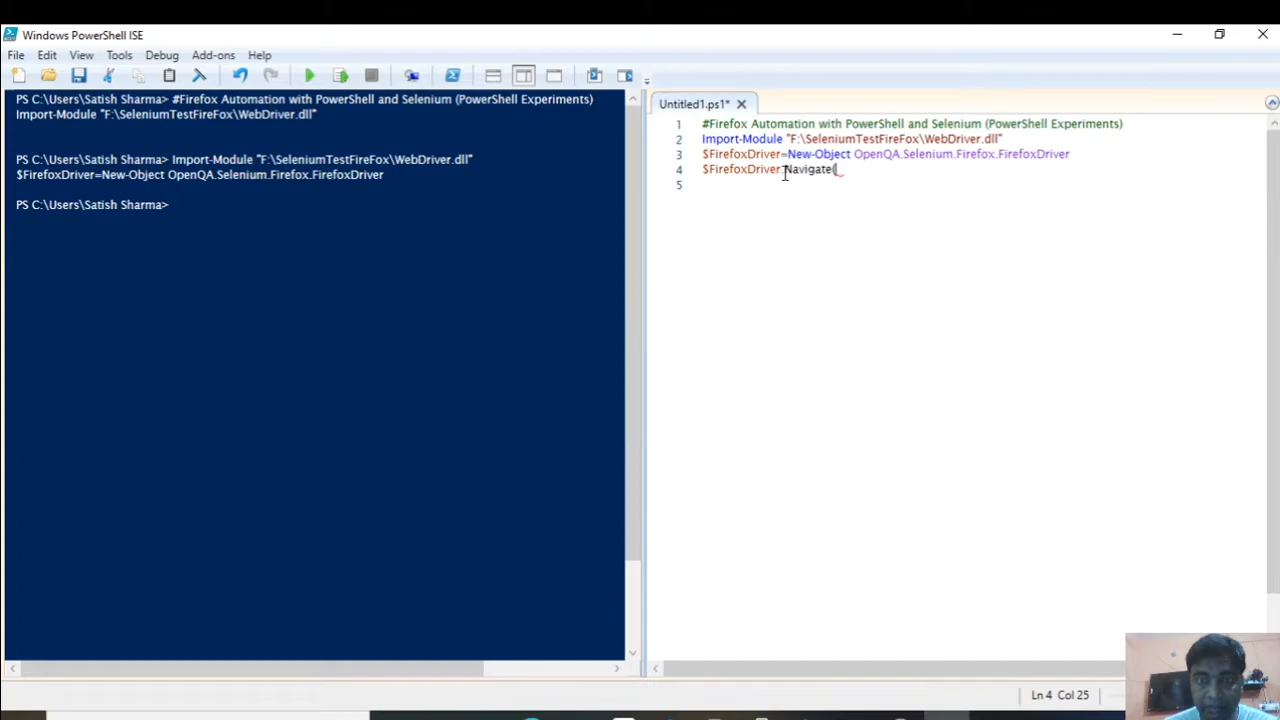 Windows PowerShell ISE
File Edit View Tools Debug Add-ons Help
PS C:\Users\Satish Sharma> #Firefox Automation with PowerShell and Selenium (PowerShell Experiments)
Import-Module "F:\SeleniumTestFireFox\WebDriver.dll"
PS C:\Users\Satish Sharma> Import-Module "F:\SeleniumTestFireFox\WebDriver.dll"
$FirefoxDriver=New-Object OpenQA.Selenium.Firefox.FirefoxDriver
PS C:\Users\Satish Sharma>
Untitled1.ps1*
1 #Firefox Automation with PowerShell and Selenium (PowerShell Experiments)
2 Import-Module "F:\SeleniumTestFireFox\WebDriver.dll"
3 $FirefoxDriver=New-Object OpenQA.Selenium.Firefox.FirefoxDriver
4 $FirefoxDriver.Navigate(
5
Ln 4 Col 25